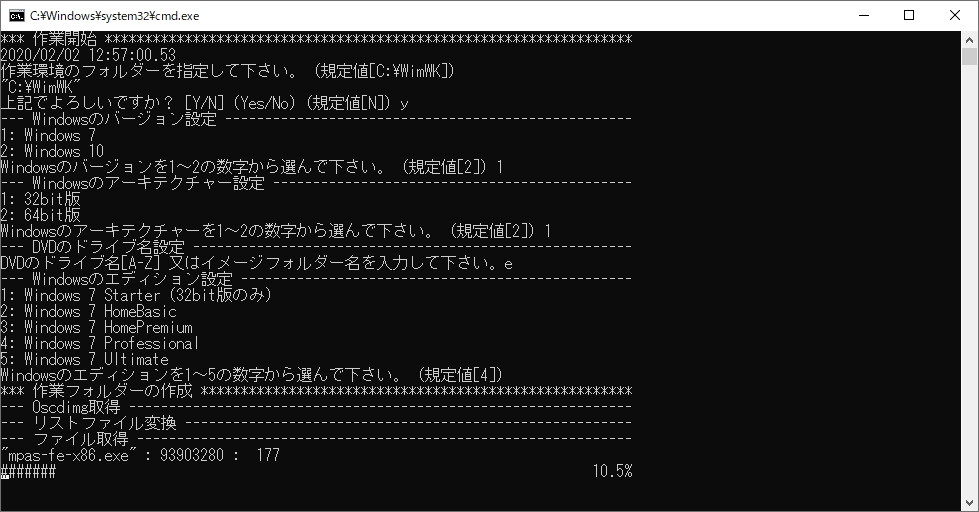 C:¥Windows¥system32¥cmd.exe
*** 作業開始 ******************************************************************
2020/02/02 12:57:00.53
作業環境のフォルダーを指定して下さい。 (規定値[C:¥WimWK])
"C:¥WimWK"
上記でよろしいですか? [Y/N] (Yes/No) (規定値[N]) y
--- Windowsのバージョン設定 ---------------------------------------------------
1: Windows 7
2: Windows 10
Windowsのバージョンを1～2の数字から選んで下さい。 (規定値[2]) 1
--- Windowsのアーキテクチャー設定 ---------------------------------------------
1: 32bit版
2: 64bit版
Windowsのアーキテクチャーを1～2の数字から選んで下さい。 (規定値[2]) 1
--- DVDのドライブ名設定 -------------------------------------------------------
DVDのドライブ名[A-Z] 又はイメージフォルダー名を入力して下さい。e
--- Windowsのエディション設定 -------------------------------------------------
1: Windows 7 Starter (32bit版のみ)
2: Windows 7 HomeBasic
3: Windows 7 HomePremium
4: Windows 7 Professional
5: Windows 7 Ultimate
Windowsのエディションを1～5の数字から選んで下さい。 (規定値[4])
*** 作業フォルダーの作成 ******************************************************
--- Oscdimg取得 ---------------------------------------------------------------
--- リストファイル変換 --------------------------------------------------------
--- ファイル取得 --------------------------------------------------------------
"mpas-fe-x86.exe" : 93903280 :  177
####### 10.5%